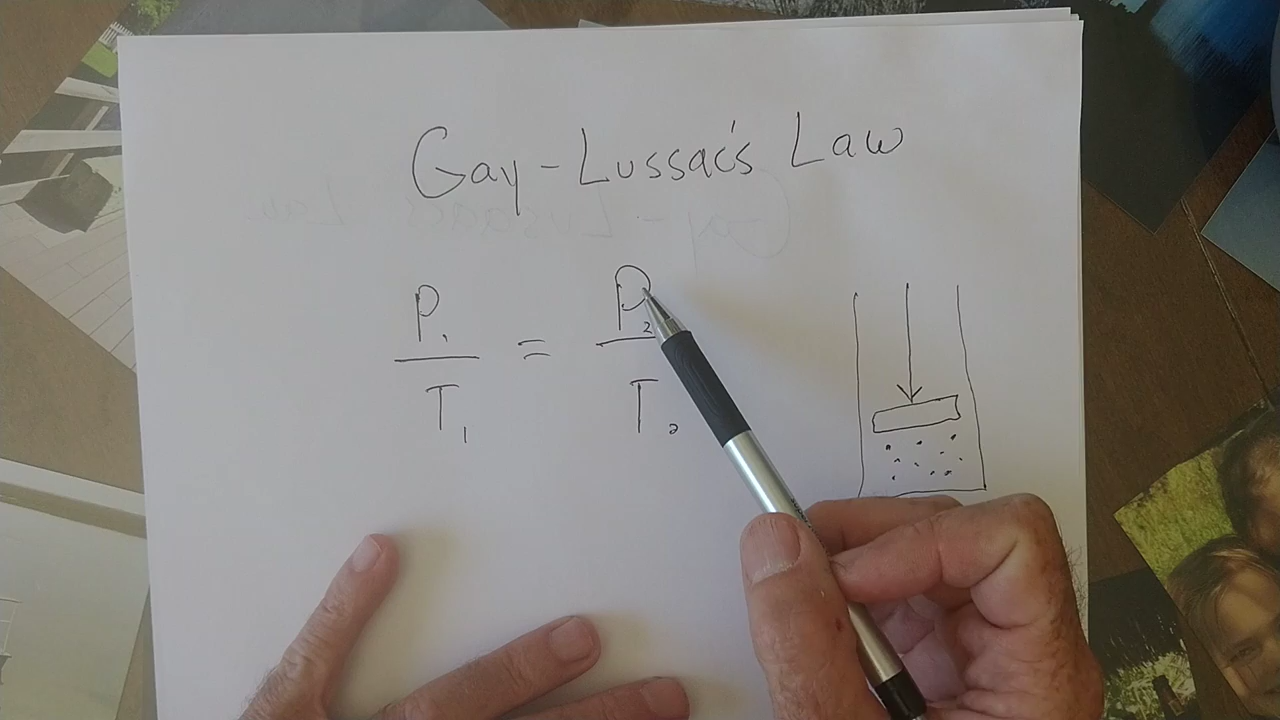 Gay-Lussac's Law
P₁ = P₂
T₁ T₂